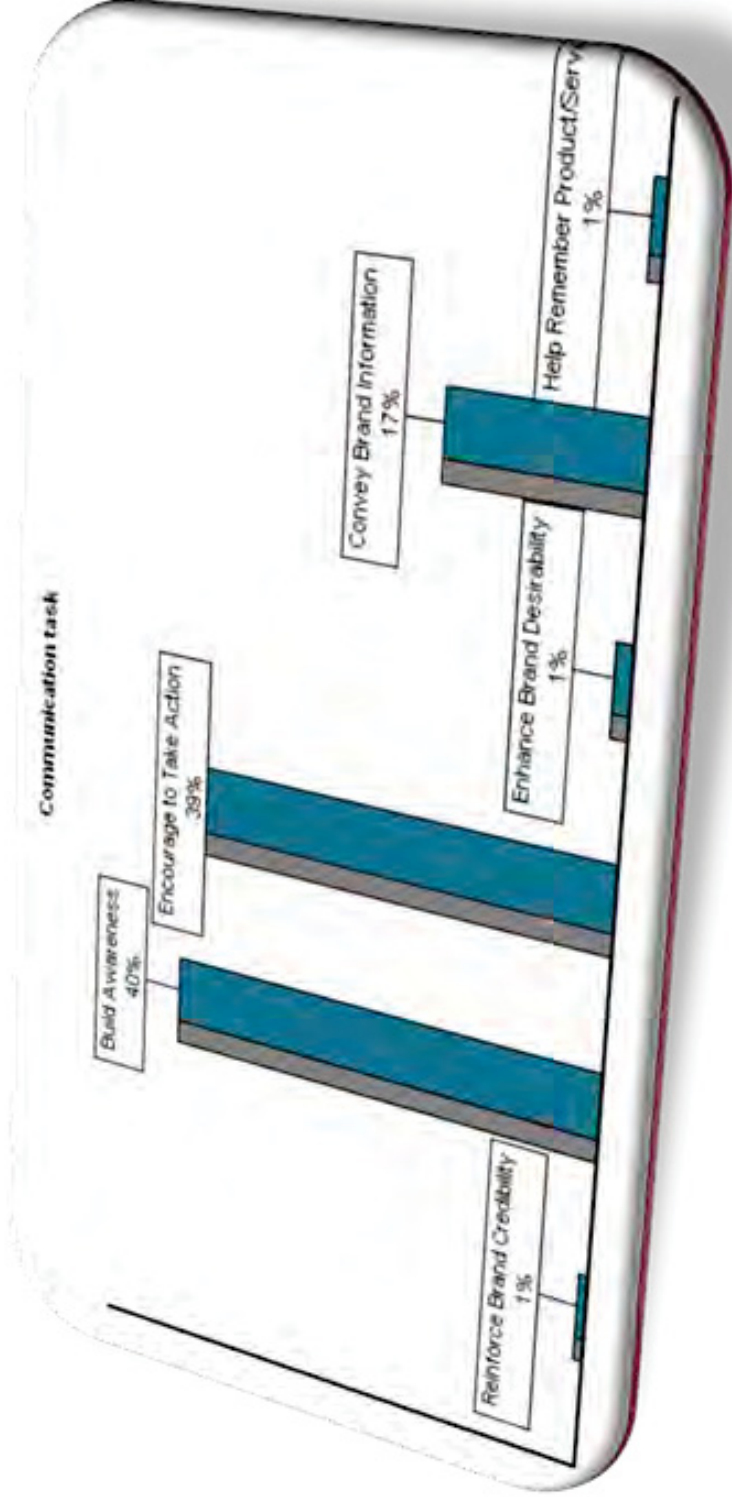 Communication task
Reinforce Brand Credibility
1%
Build Awareness
40%
Encourage to Take Action
39%
Enhance Brand Desirability
1%
Convey Brand Information
17%
Help Remember Product/Serv
1%